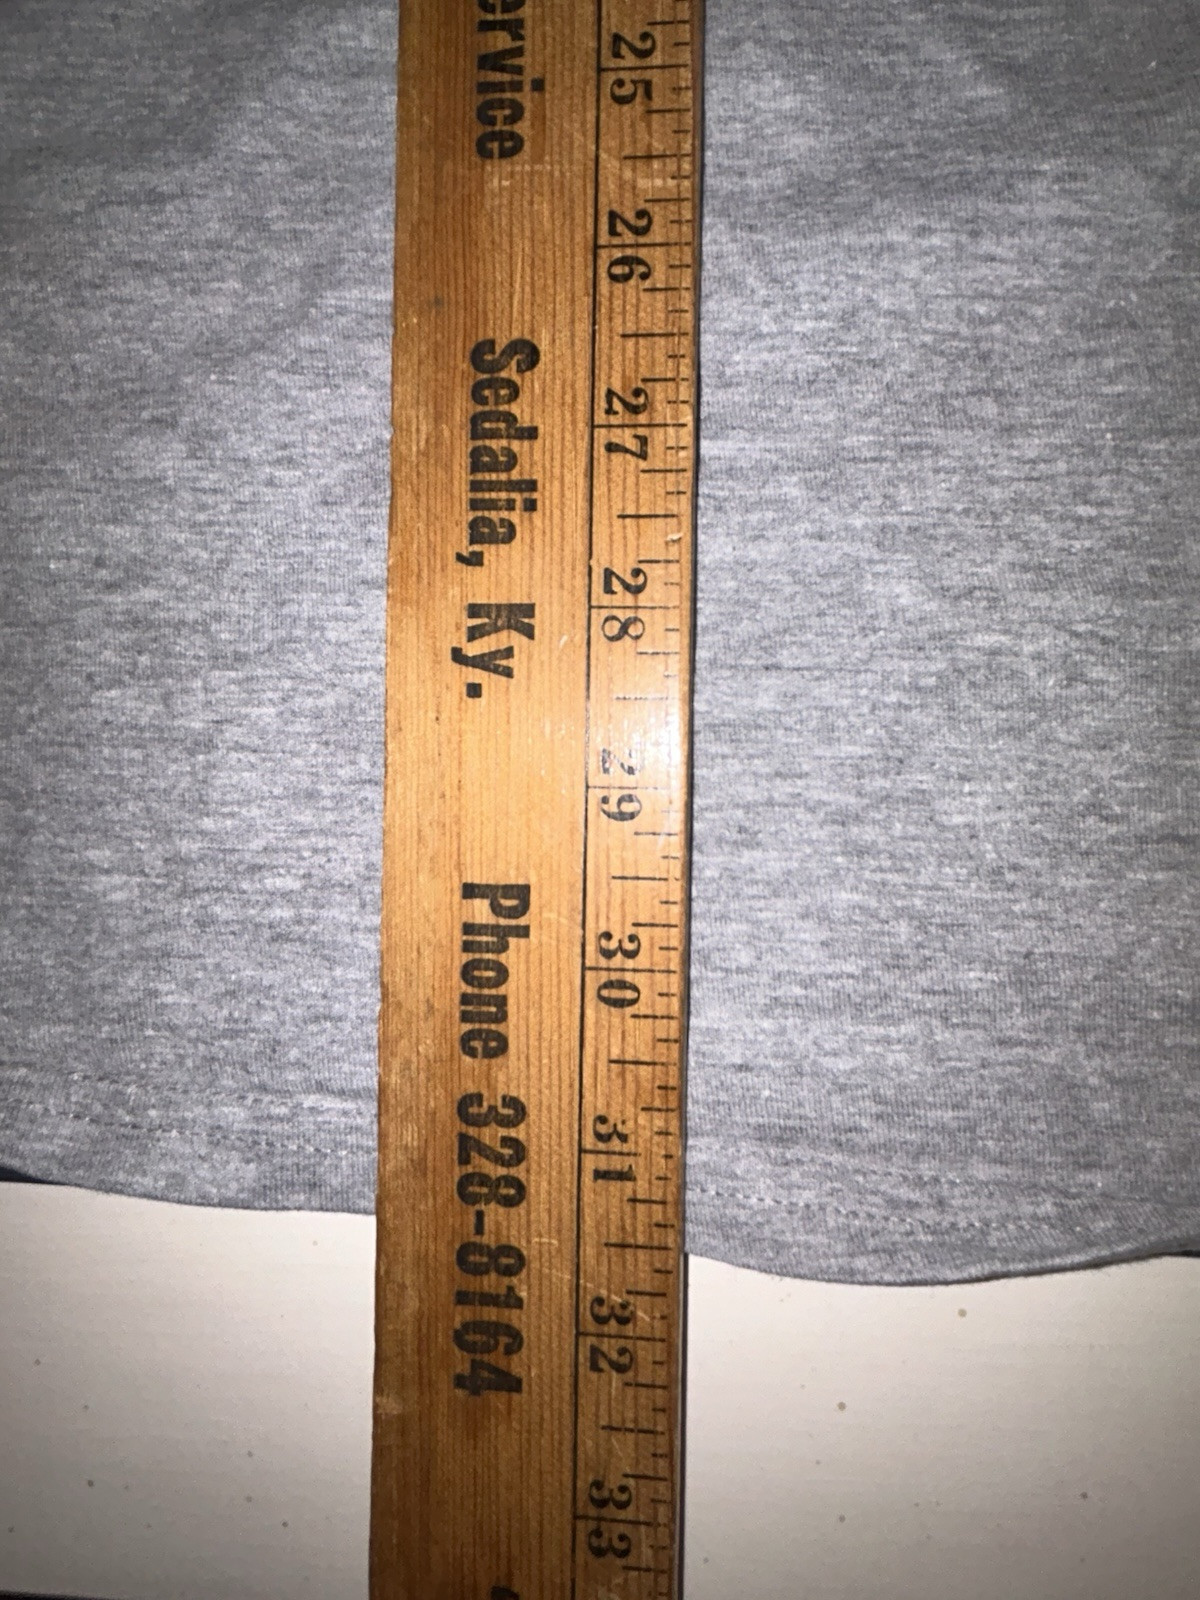 ervice Sedalia, Ky. Phone 328-8164
25 26 27 28 29 30 31 32 33